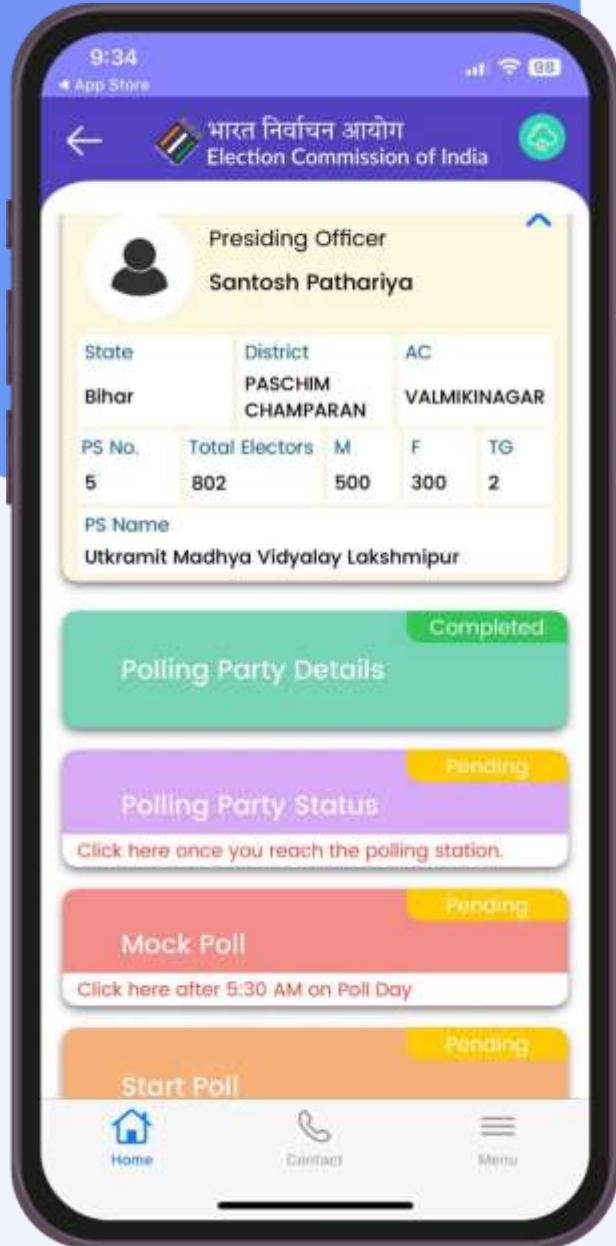 9:34
98
◀ App Store
भारत निर्वाचन आयोग
Election Commission of India
Presiding Officer
Santosh Pathariya
State District AC
Bihar PASCHIM CHAMPARAN VALMIKINAGAR
PS No. Total Electors M F TG
5 802 500 300 2
PS Name
Utkramit Madhya Vidyalay Lakshmipur
Completed
Polling Party Details
Pending
Polling Party Status
Click here once you reach the polling station.
Pending
Mock Poll
Click here after 5:30 AM on Poll Day
Pending
Start Poll
Home Contact Menu